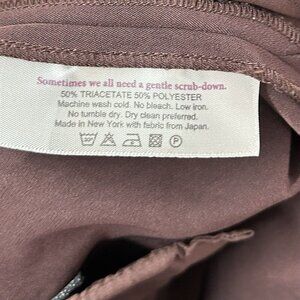 Sometimes we all need a gentle scrub-down.
50% TRIACETATE 50% POLYESTER
Machine wash cold. No bleach. Low iron.
No tumble dry. Dry clean preferred.
Made in New York with fabric from Japan.